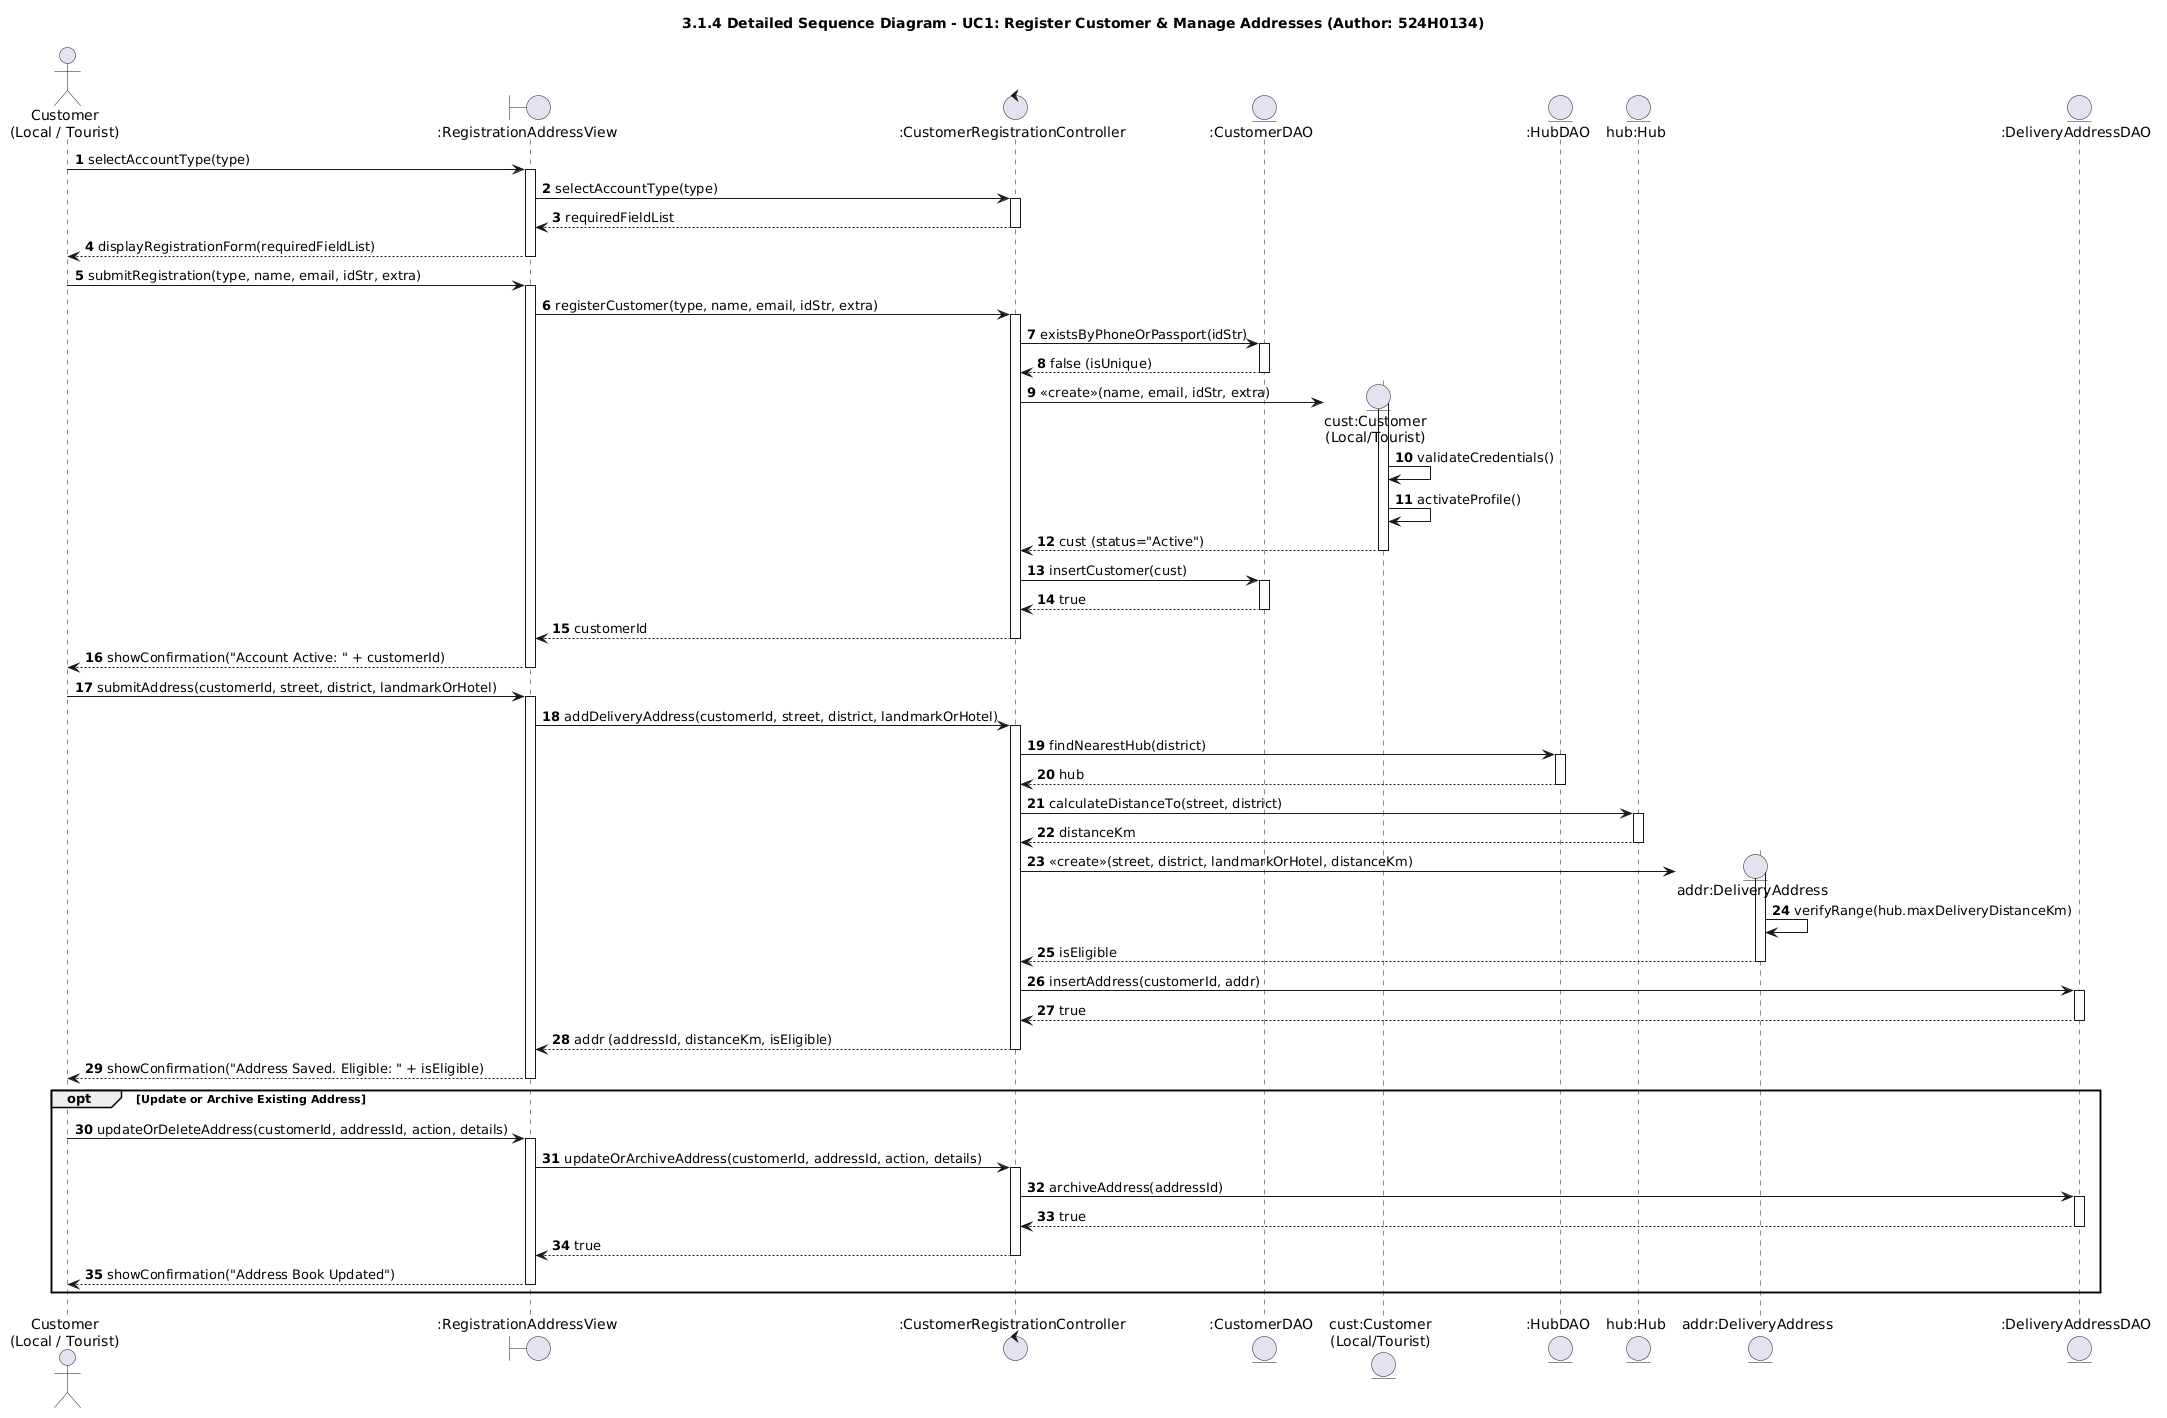 3.1.4 Detailed Sequence Diagram - UC1: Register Customer & Manage Addresses (Author: 524H0134)
Customer
(Local / Tourist)
:RegistrationAddressView
:CustomerRegistrationController
:CustomerDAO
:HubDAO
hub:Hub
:DeliveryAddressDAO
1 selectAccountType(type)
2 selectAccountType(type)
3 requiredFieldList
4 displayRegistrationForm(requiredFieldList)
5 submitRegistration(type, name, email, idStr, extra)
6 registerCustomer(type, name, email, idStr, extra)
7 existsByPhoneOrPassport(idStr)
8 false (isUnique)
9 «create»(name, email, idStr, extra)
cust:Customer
(Local/Tourist)
10 validateCredentials()
11 activateProfile()
12 cust (status="Active")
13 insertCustomer(cust)
14 true
15 customerId
16 showConfirmation("Account Active: " + customerId)
17 submitAddress(customerId, street, district, landmarkOrHotel)
18 addDeliveryAddress(customerId, street, district, landmarkOrHotel)
19 findNearestHub(district)
20 hub
21 calculateDistanceTo(street, district)
22 distanceKm
23 «create»(street, district, landmarkOrHotel, distanceKm)
addr:DeliveryAddress
24 verifyRange(hub.maxDeliveryDistanceKm)
25 isEligible
26 insertAddress(customerId, addr)
27 true
28 addr (addressId, distanceKm, isEligible)
29 showConfirmation("Address Saved. Eligible: " + isEligible)
opt [Update or Archive Existing Address]
30 updateOrDeleteAddress(customerId, addressId, action, details)
31 updateOrArchiveAddress(customerId, addressId, action, details)
32 archiveAddress(addressId)
33 true
34 true
35 showConfirmation("Address Book Updated")
Customer
(Local / Tourist)
:RegistrationAddressView
:CustomerRegistrationController
:CustomerDAO
cust:Customer
(Local/Tourist)
:HubDAO
hub:Hub
addr:DeliveryAddress
:DeliveryAddressDAO